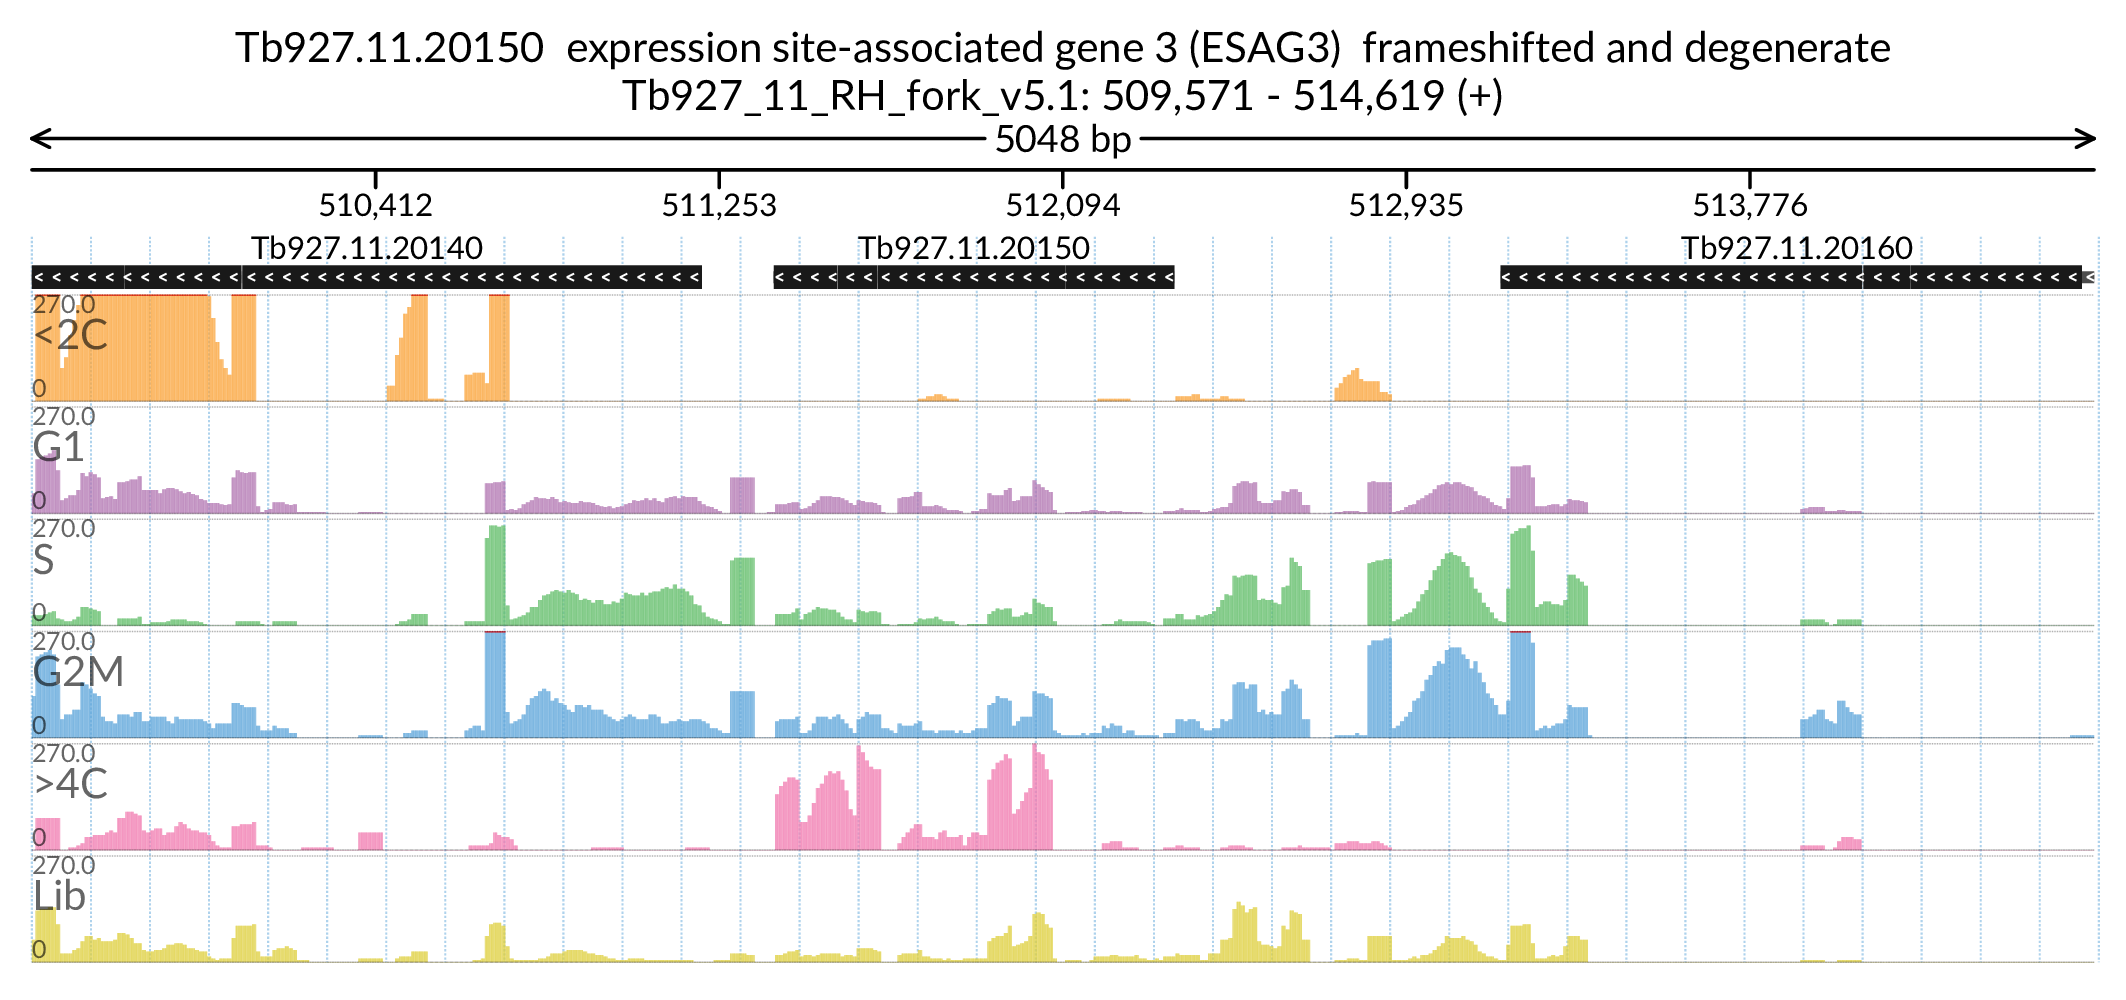 Tb927.11.20150 expression site-associated gene 3 (ESAG3) frameshifted and degenerate
Tb927_11_RH_fork_v5.1: 509,571 - 514,619 (+)
5048 bp
510,412 511,253 512,094 512,935 513,776
Tb927.11.20140 Tb927.11.20150 Tb927.11.20160
270.0
<2C
0
270.0
G1
0
270.0
S
0
270.0
G2M
0
270.0
>4C
0
270.0
Lib
0